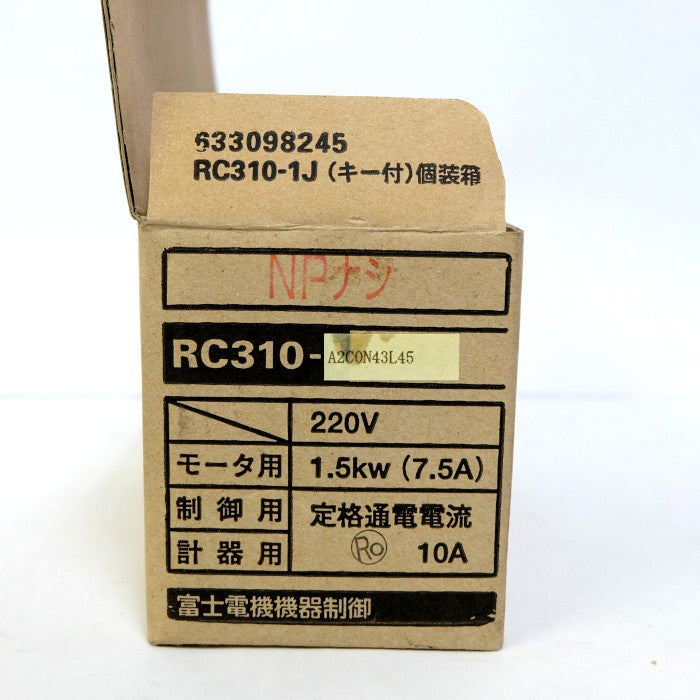 633098245
RC310-1J (キー付) 個装箱
NPナシ
RC310-A2C0N43L45
220V
モータ用 1.5kw (7.5A)
制御用 定格通電電流
計器用 Ro 10A
富士電機機器制御